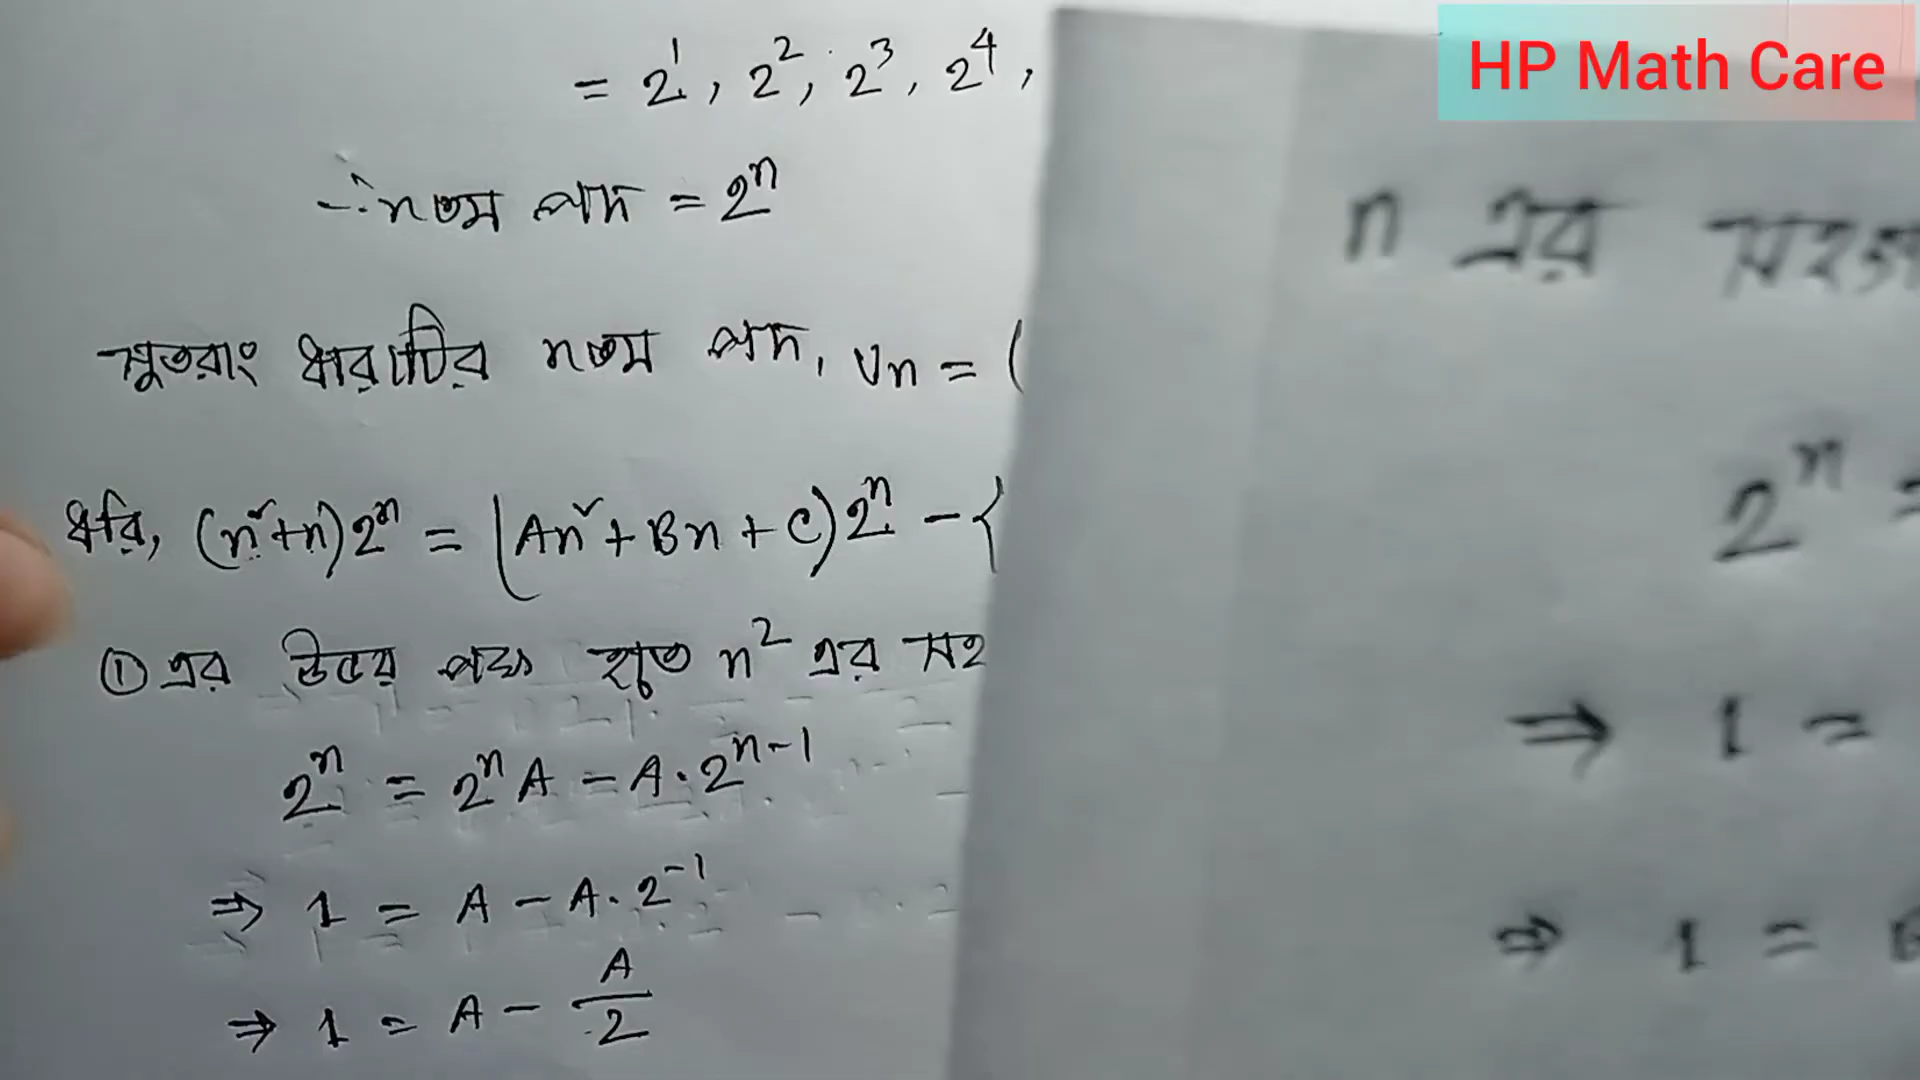 HP Math Care
= 2¹, 2², 2³, 2⁴,
∴ nতম পদ = 2ⁿ
সুতরাং ধারাটির nতম পদ, Un = (
ধরি, (n²+n)2ⁿ = (An²+Bn+C)2ⁿ - {
① এর উভয় পক্ষ হতে n² এর সহ
2ⁿ = 2ⁿA - A·2ⁿ⁻¹
⇒ 1 = A - A·2⁻¹
⇒ 1 = A - A/2
n এর সহগ
2ⁿ =
⇒ 1 =
⇒ 1 =